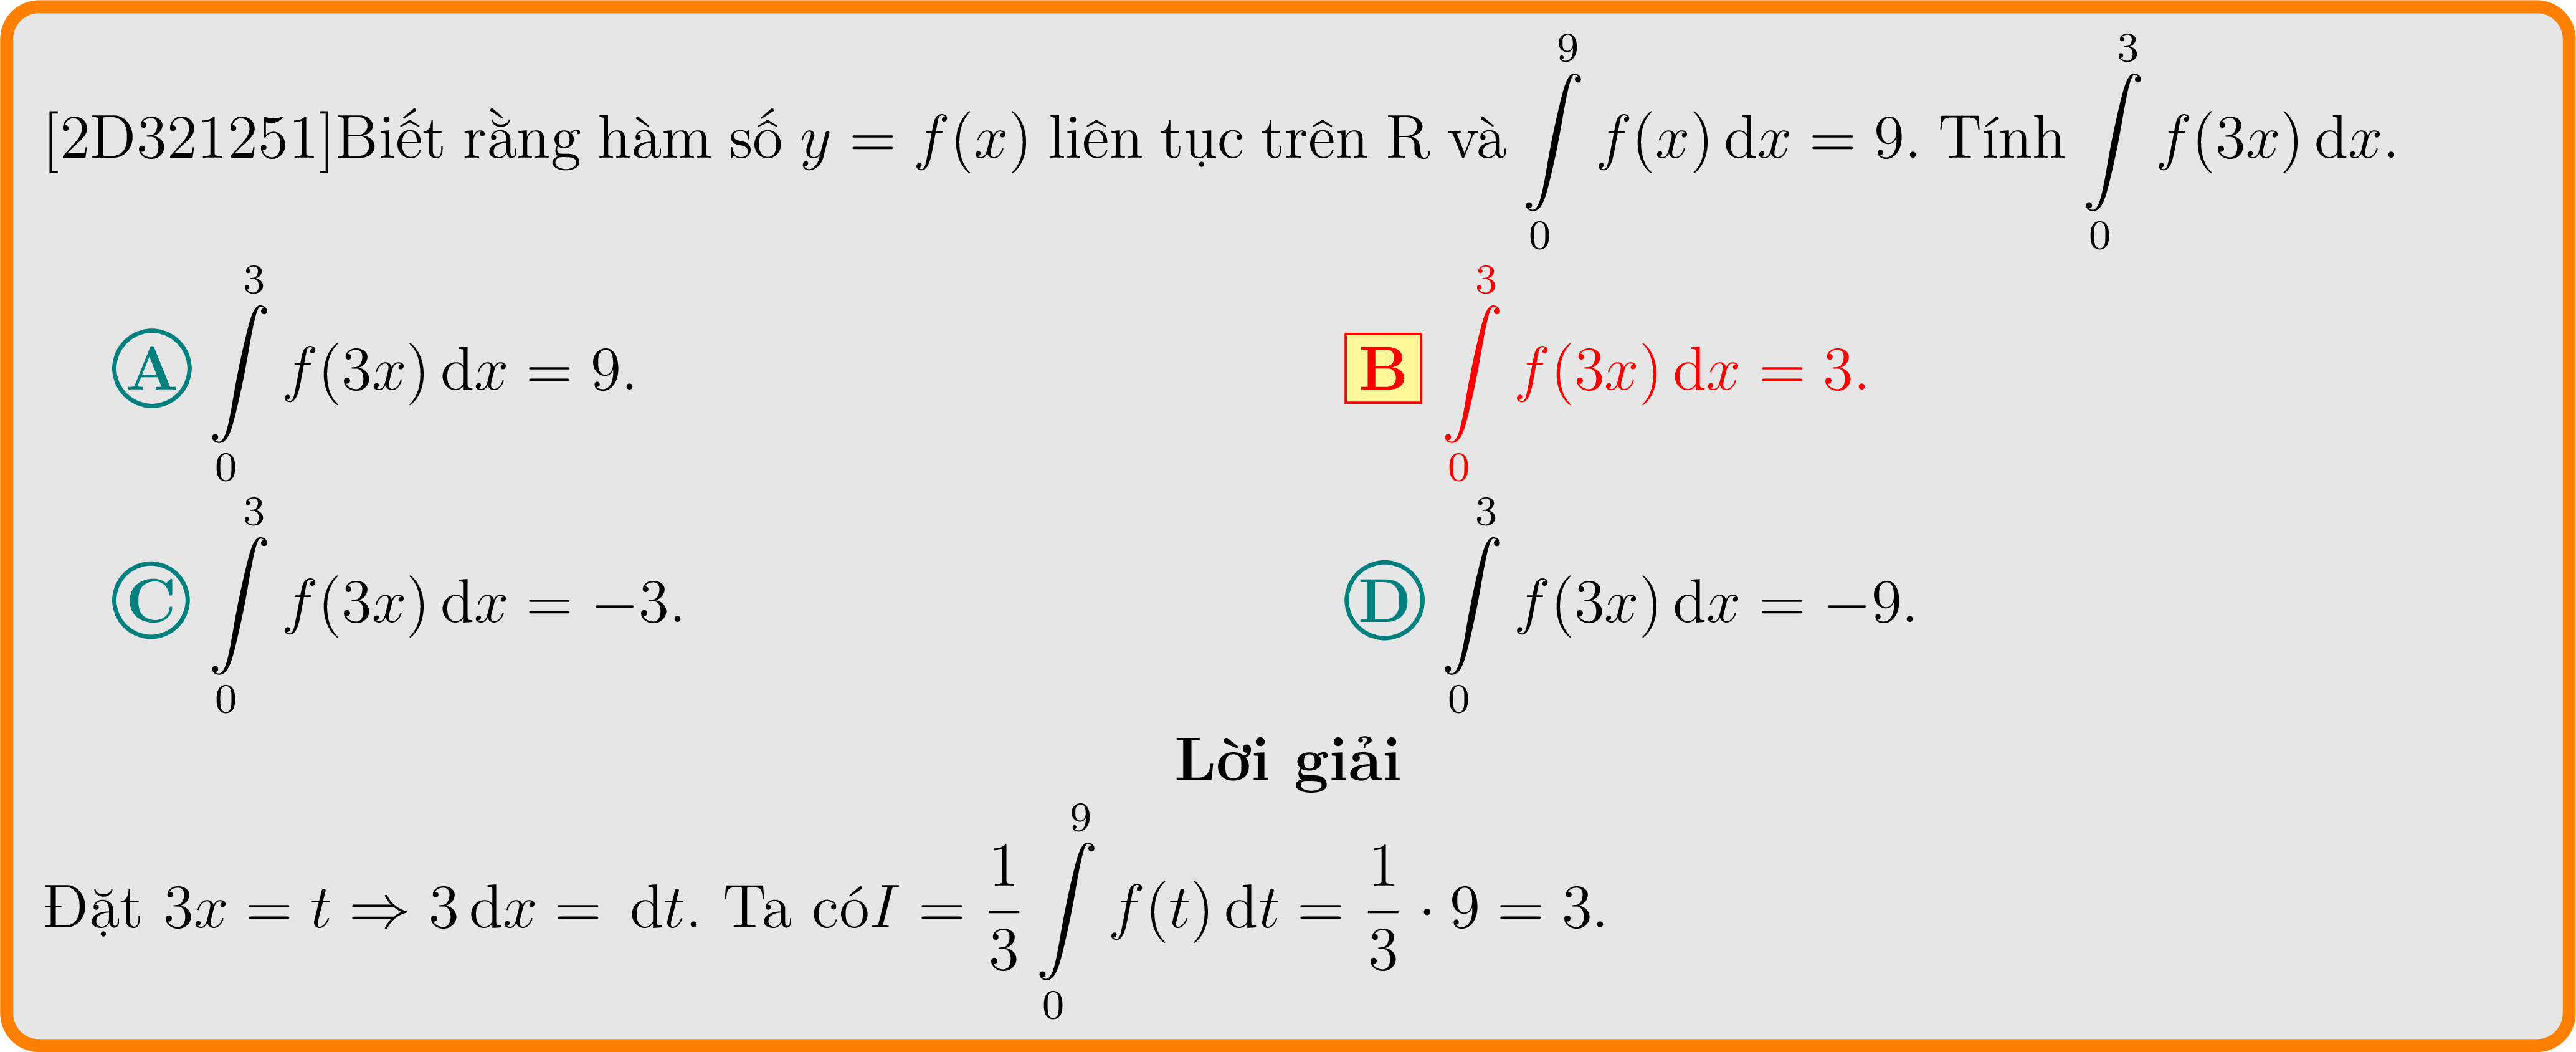 [2D321251]Biết rằng hàm số $y = f(x)$ liên tục trên R và $\int\limits_0^9 f(x)\,\mathrm{d}x = 9$. Tính $\int\limits_0^3 f(3x)\,\mathrm{d}x$.
A $\int\limits_0^3 f(3x)\,\mathrm{d}x = 9$. B $\int\limits_0^3 f(3x)\,\mathrm{d}x = 3$.
C $\int\limits_0^3 f(3x)\,\mathrm{d}x = -3$. D $\int\limits_0^3 f(3x)\,\mathrm{d}x = -9$.
Lời giải
Đặt $3x = t \Rightarrow 3\,\mathrm{d}x = \mathrm{d}t$. Ta có$I = \dfrac{1}{3}\int\limits_0^9 f(t)\,\mathrm{d}t = \dfrac{1}{3} \cdot 9 = 3$.